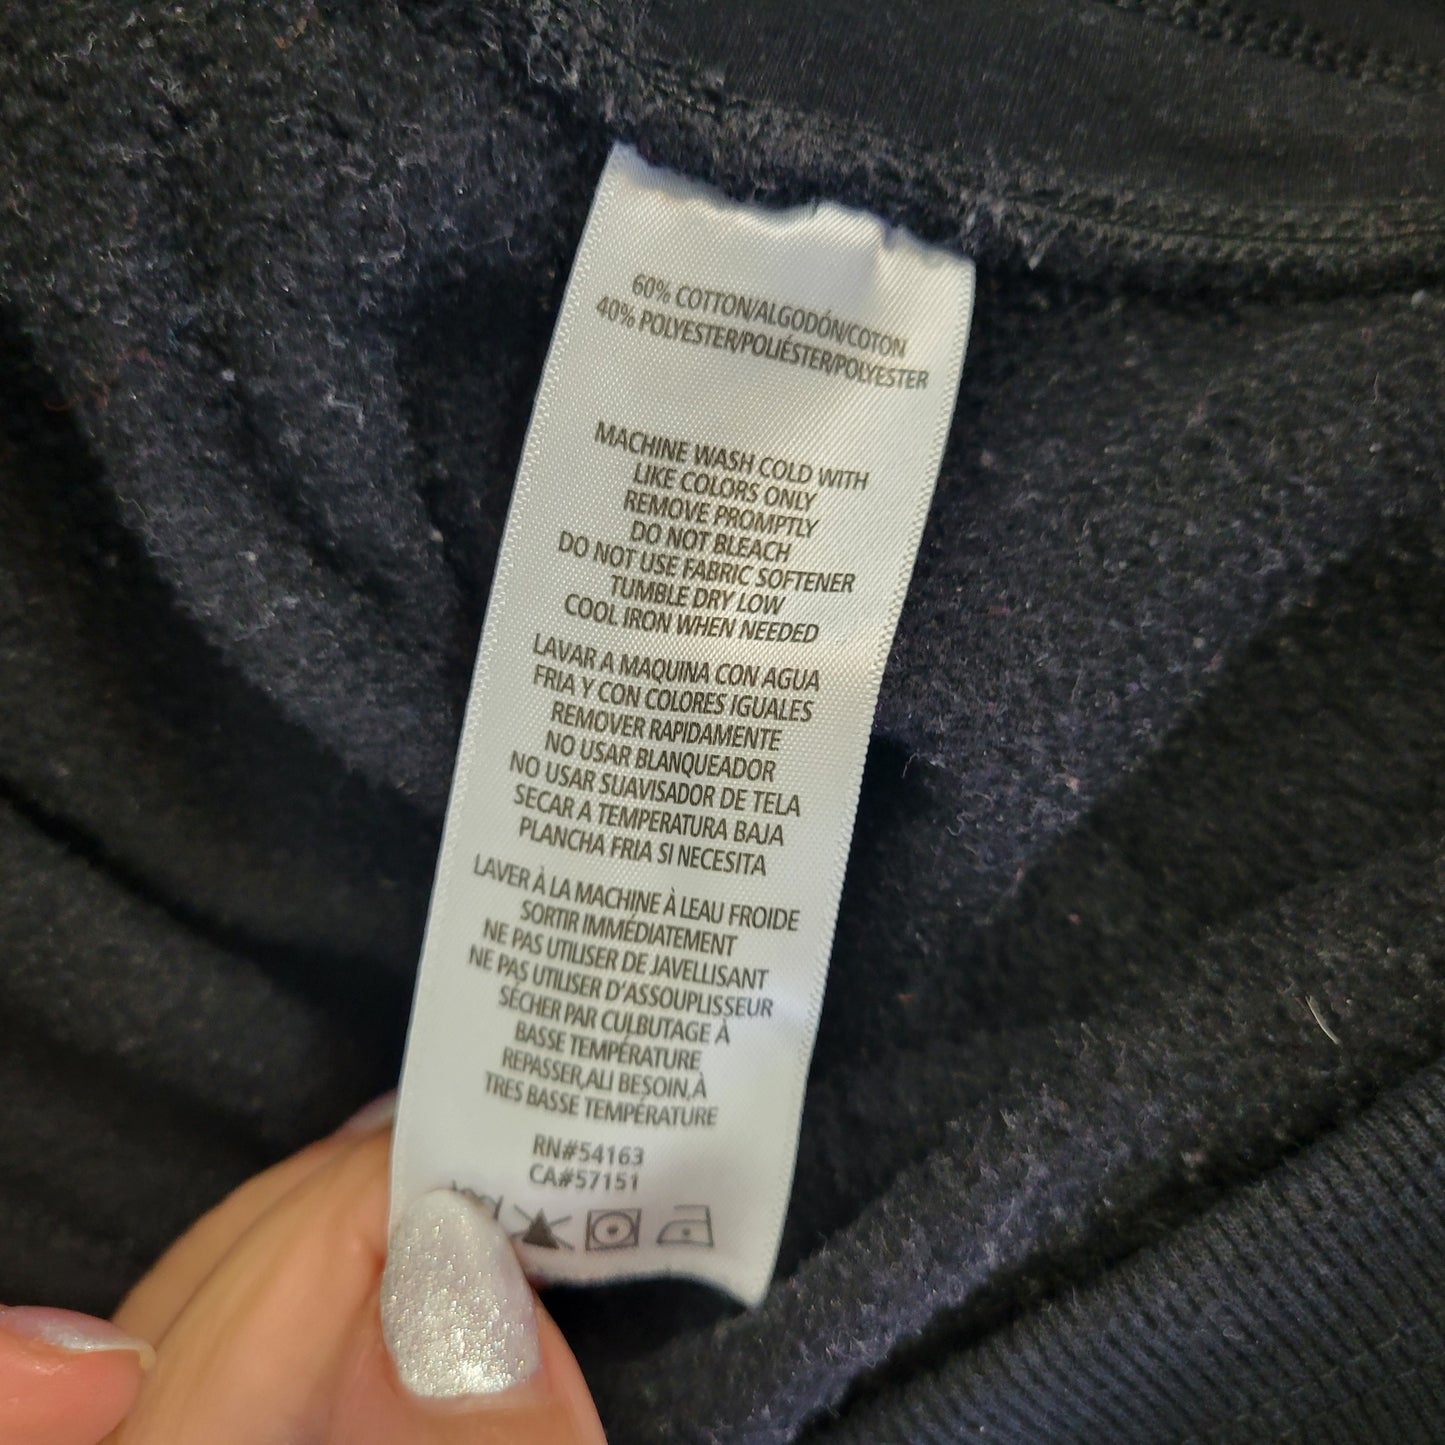 60% COTTON/ALGODÓN/COTON
40% POLYESTER/POLIÉSTER/POLYESTER
MACHINE WASH COLD WITH
LIKE COLORS ONLY
REMOVE PROMPTLY
DO NOT BLEACH
DO NOT USE FABRIC SOFTENER
TUMBLE DRY LOW
COOL IRON WHEN NEEDED
LAVAR A MAQUINA CON AGUA
FRIA Y CON COLORES IGUALES
REMOVER RAPIDAMENTE
NO USAR BLANQUEADOR
NO USAR SUAVISADOR DE TELA
SECAR A TEMPERATURA BAJA
PLANCHA FRIA SI NECESITA
LAVER À LA MACHINE À LEAU FROIDE
SORTIR IMMÉDIATEMENT
NE PAS UTILISER DE JAVELLISANT
NE PAS UTILISER D'ASSOUPLISSEUR
SÉCHER PAR CULBUTAGE À
BASSE TEMPÉRATURE
REPASSER,ALI BESOIN,À
TRES BASSE TEMPÉRATURE
RN#54163
CA#57151